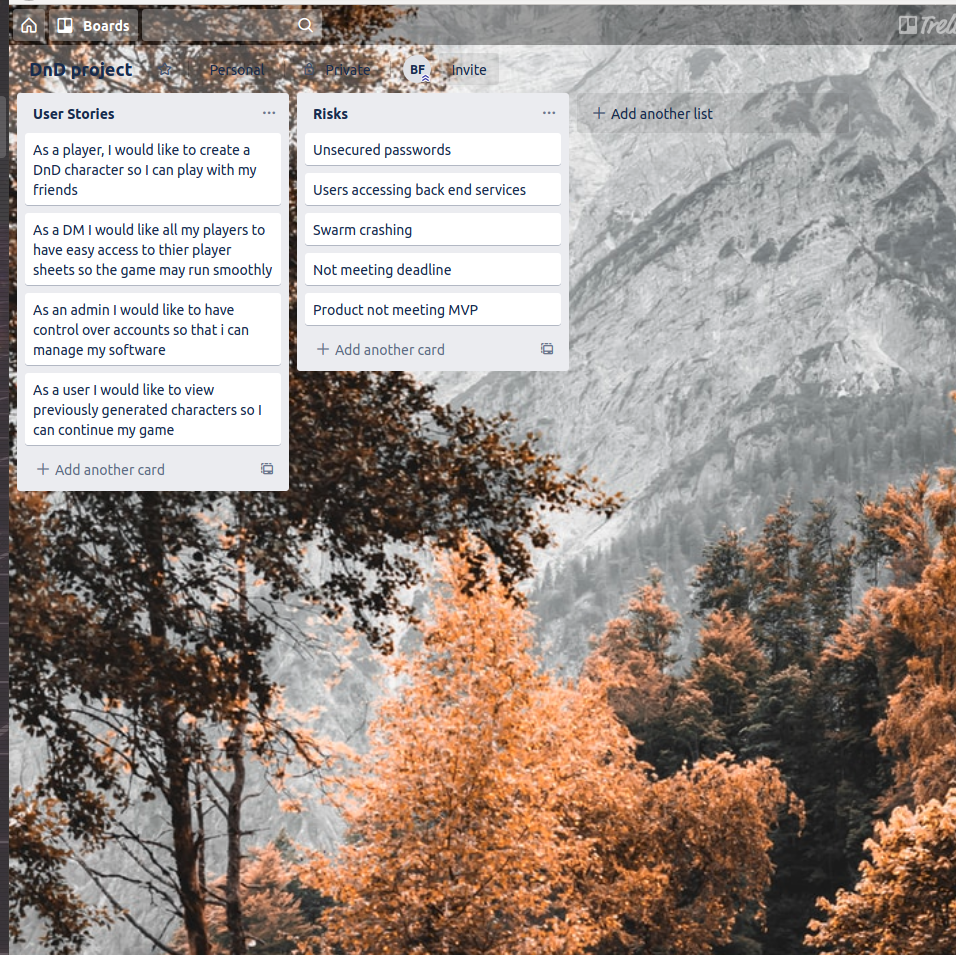 Boards
Trel
DnD project
Personal
Private
BF
Invite
User Stories
As a player, I would like to create a
DnD character so I can play with my
friends
As a DM I would like all my players to
have easy access to thier player
sheets so the game may run smoothly
As an admin I would like to have
control over accounts so that i can
manage my software
As a user I would like to view
previously generated characters so I
can continue my game
+ Add another card
Risks
Unsecured passwords
Users accessing back end services
Swarm crashing
Not meeting deadline
Product not meeting MVP
+ Add another card
+ Add another list